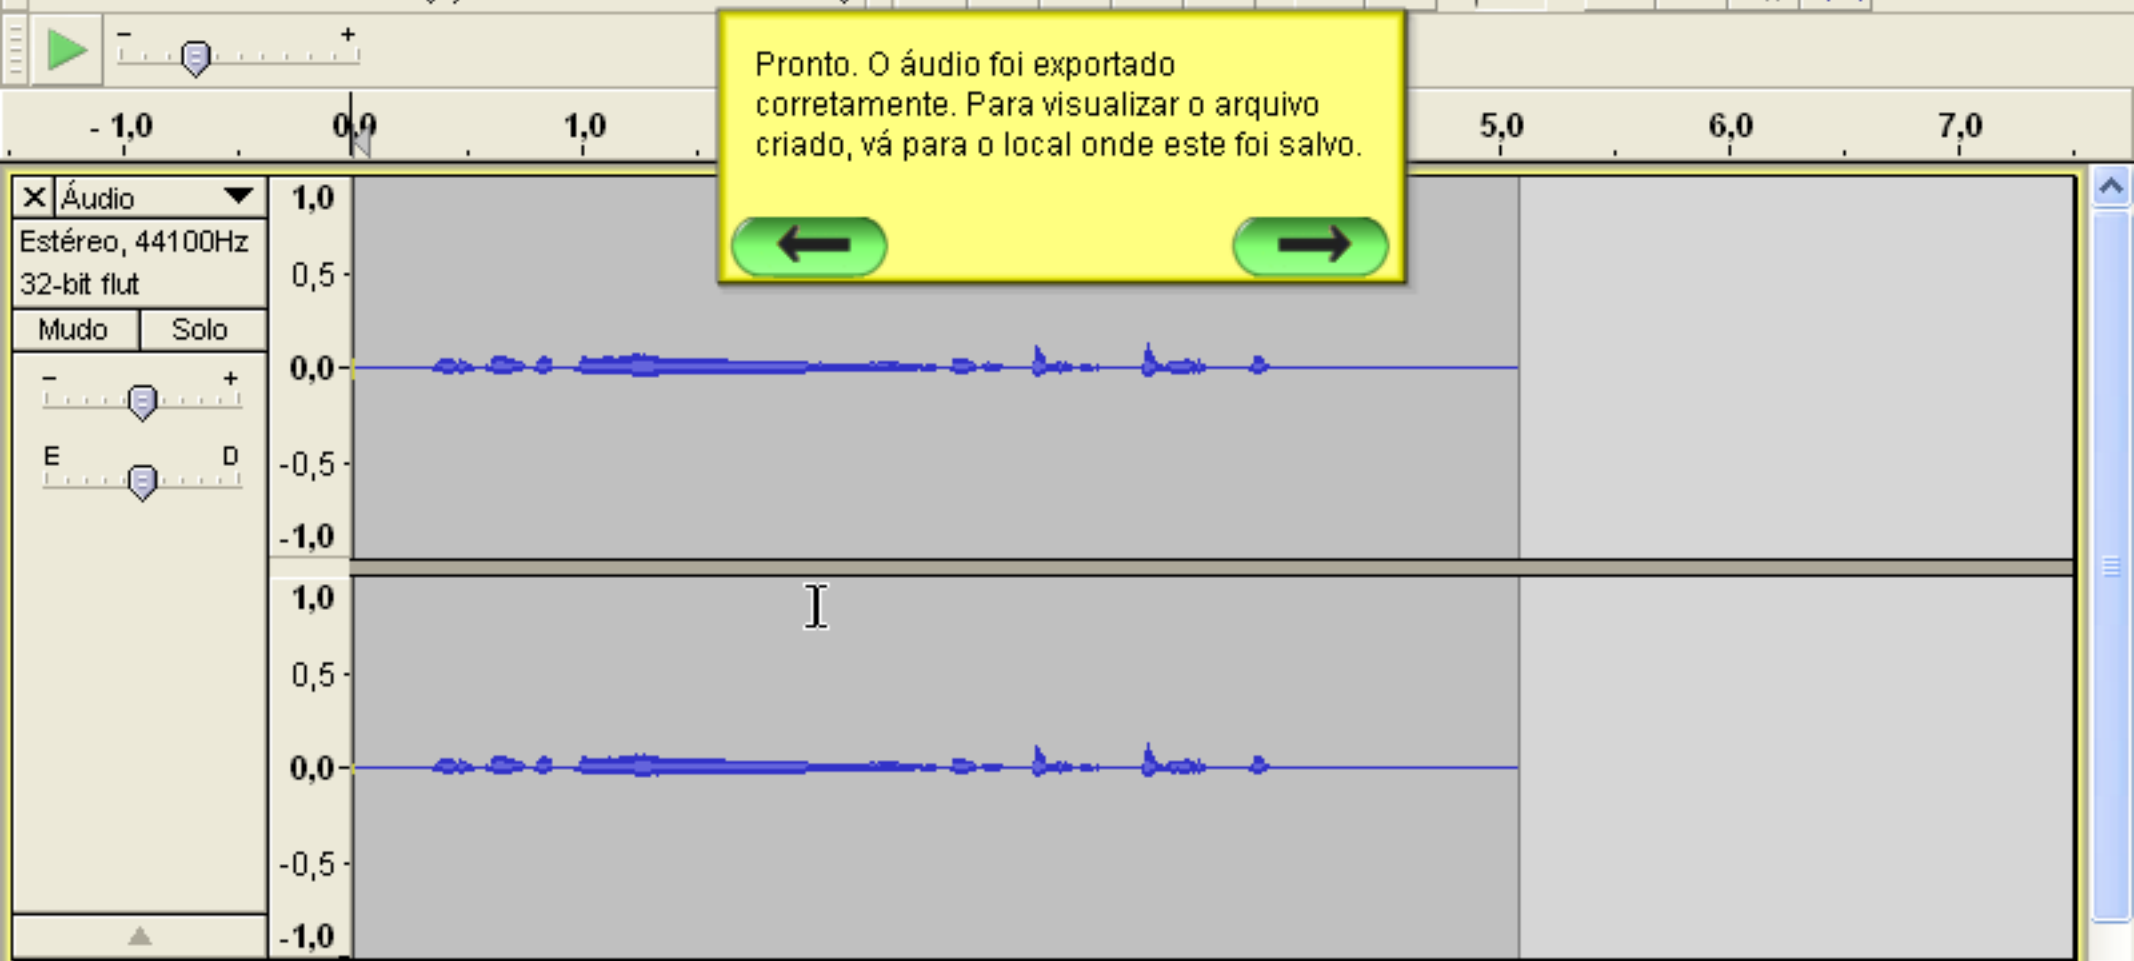 - +
Pronto. O áudio foi exportado
corretamente. Para visualizar o arquivo
criado, vá para o local onde este foi salvo.
- 1,0 0,0 1,0 5,0 6,0 7,0
X Áudio
Estéreo, 44100Hz
32-bit flut
Mudo Solo
- +
E D
1,0
0,5
0,0
-0,5
-1,0
1,0
0,5
0,0
-0,5
-1,0